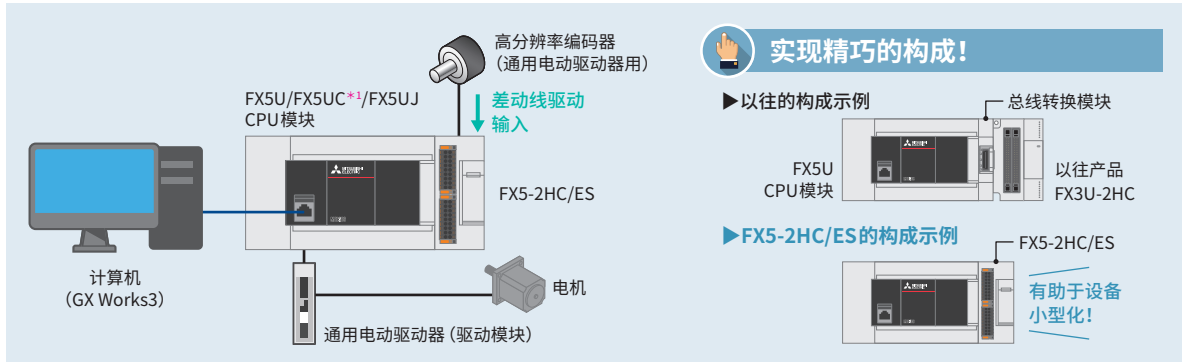 高分辨率编码器
（通用电动驱动器用）
FX5U/FX5UC*1/FX5UJ
CPU模块
差动线驱动
输入
MITSUBISHI
ELECTRIC
FX5-2HC/ES
计算机
（GX Works3）
电机
通用电动驱动器（驱动模块）
实现精巧的构成！
▶以往的构成示例
总线转换模块
FX5U
CPU模块
以往产品
FX3U-2HC
▶FX5-2HC/ES的构成示例
FX5-2HC/ES
有助于设备
小型化！